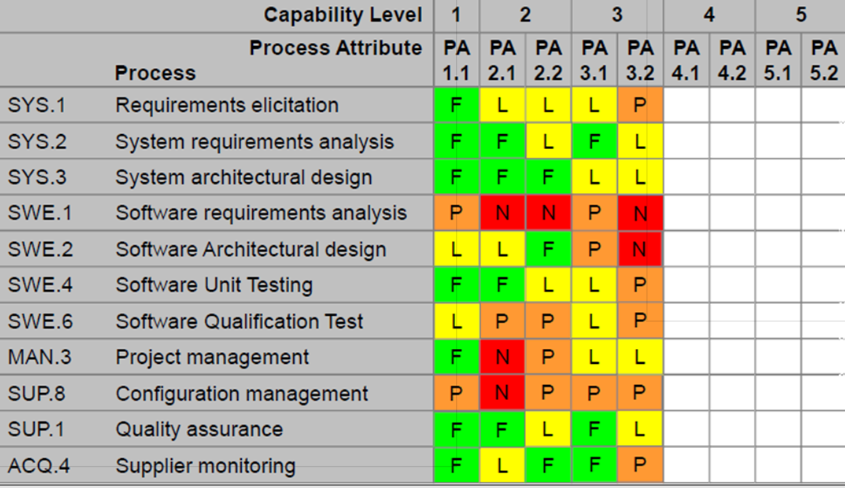 Capability Level 1 2 3 4 5
Process Attribute PA PA PA PA PA PA PA PA PA
Process 1.1 2.1 2.2 3.1 3.2 4.1 4.2 5.1 5.2
SYS.1 Requirements elicitation F L L L P
SYS.2 System requirements analysis F F L F L
SYS.3 System architectural design F F F L L
SWE.1 Software requirements analysis P N N P N
SWE.2 Software Architectural design L L F P N
SWE.4 Software Unit Testing F F L L P
SWE.6 Software Qualification Test L P P L P
MAN.3 Project management F N P L L
SUP.8 Configuration management P N P P P
SUP.1 Quality assurance F F L F L
ACQ.4 Supplier monitoring F L F F P